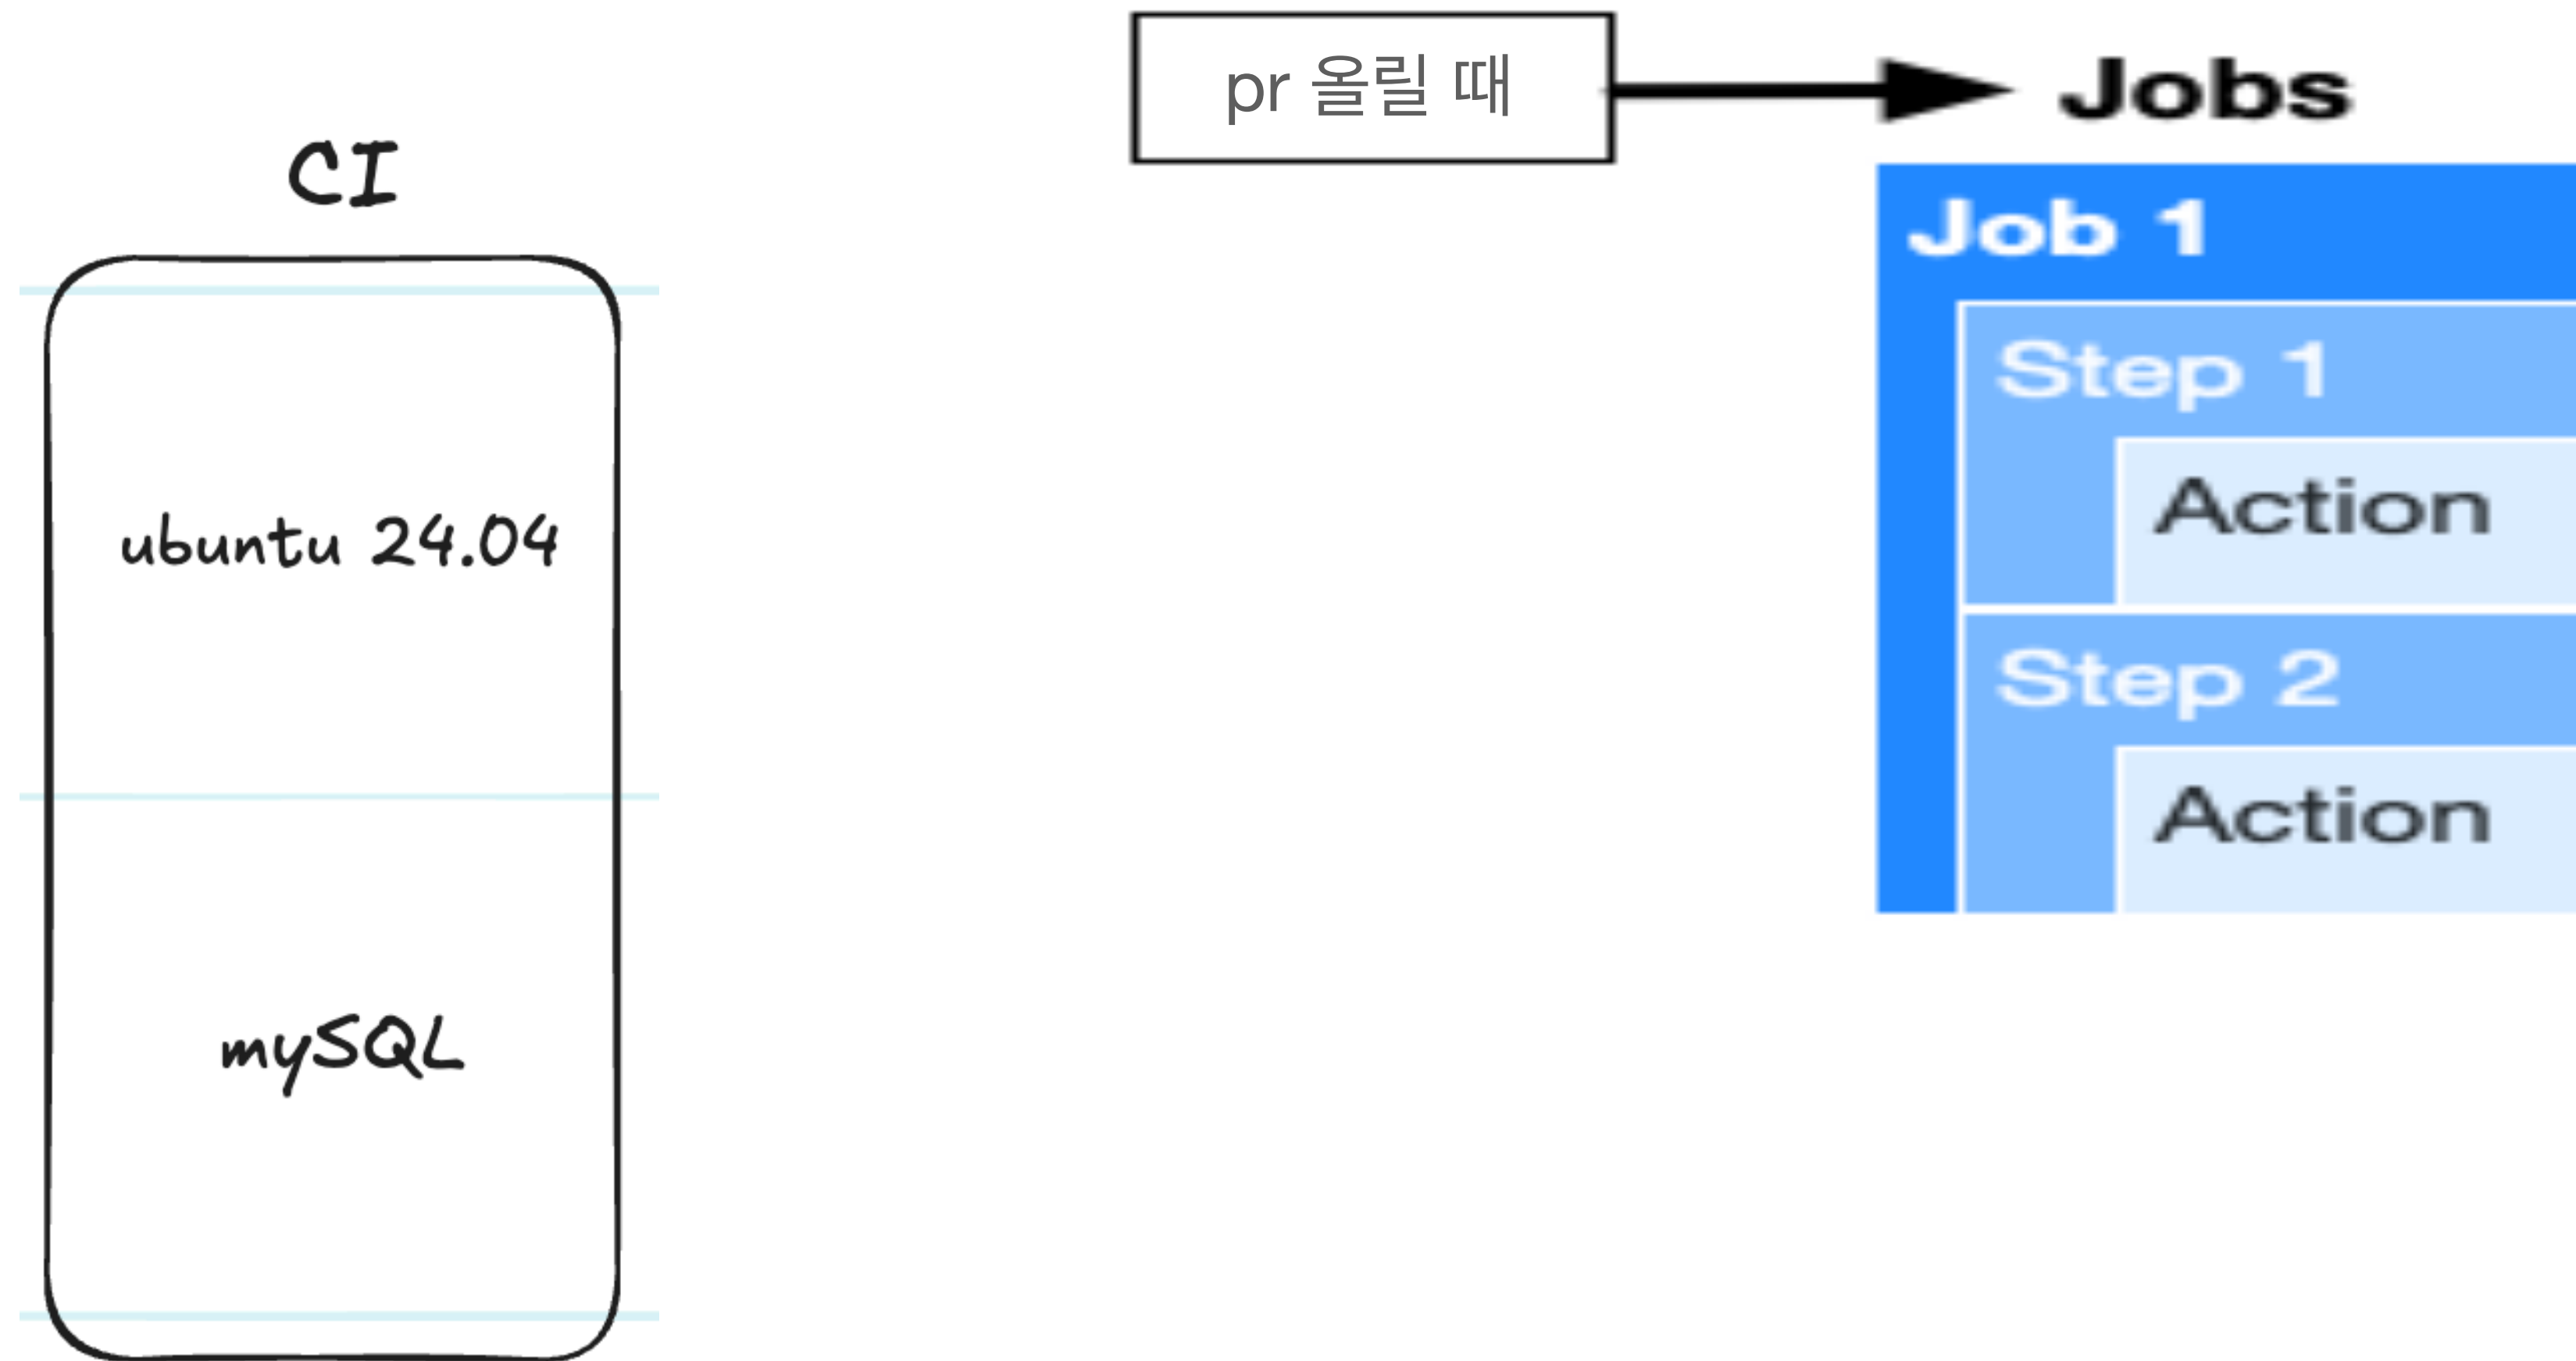 CI
ubuntu 24.04
mySQL
pr 올릴 때
Jobs
Job 1
Step 1
Action
Step 2
Action